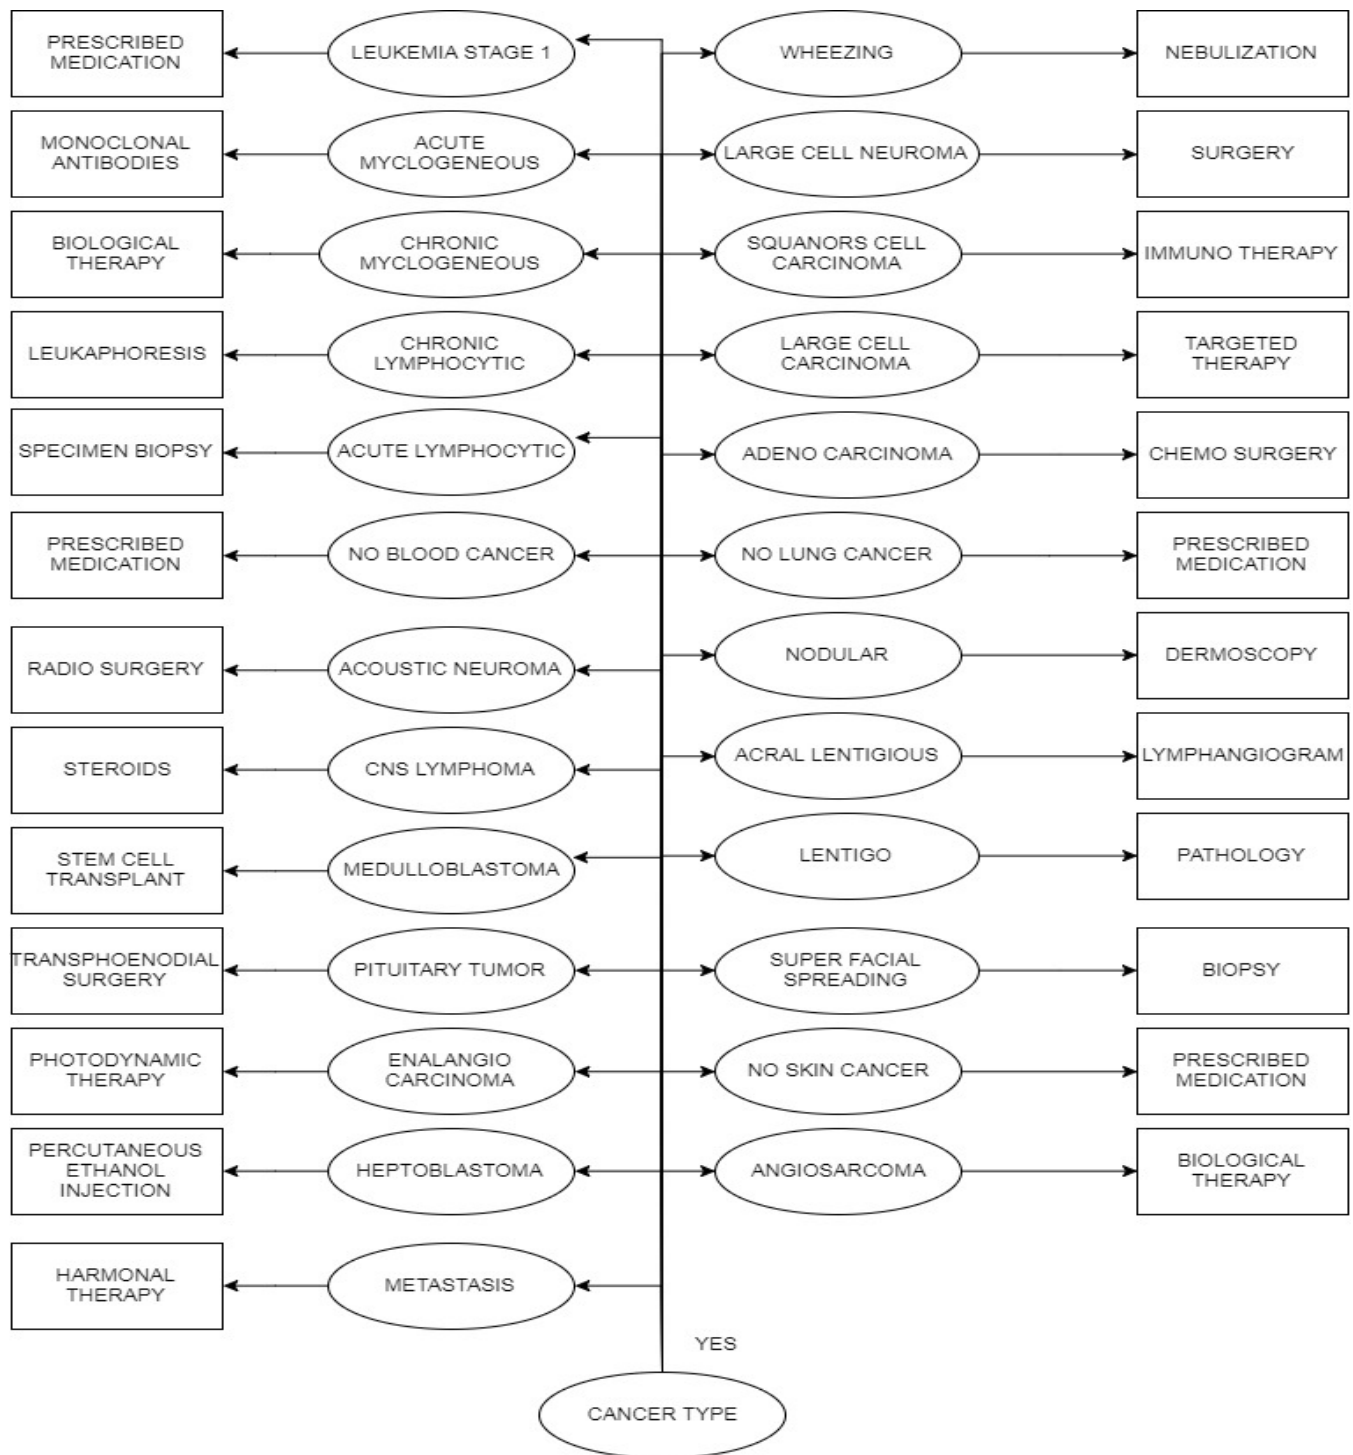 PRESCRIBED
MEDICATION
LEUKEMIA STAGE 1
WHEEZING
NEBULIZATION
MONOCLONAL
ANTIBODIES
ACUTE
MYCLOGENEOUS
LARGE CELL NEUROMA
SURGERY
BIOLOGICAL
THERAPY
CHRONIC
MYCLOGENEOUS
SQUANORS CELL
CARCINOMA
IMMUNO THERAPY
LEUKAPHORESIS
CHRONIC
LYMPHOCYTIC
LARGE CELL
CARCINOMA
TARGETED
THERAPY
SPECIMEN BIOPSY
ACUTE LYMPHOCYTIC
ADENO CARCINOMA
CHEMO SURGERY
PRESCRIBED
MEDICATION
NO BLOOD CANCER
NO LUNG CANCER
PRESCRIBED
MEDICATION
RADIO SURGERY
ACOUSTIC NEUROMA
NODULAR
DERMOSCOPY
STEROIDS
CNS LYMPHOMA
ACRAL LENTIGIOUS
LYMPHANGIOGRAM
STEM CELL
TRANSPLANT
MEDULLOBLASTOMA
LENTIGO
PATHOLOGY
TRANSPHOENODIAL
SURGERY
PITUITARY TUMOR
SUPER FACIAL
SPREADING
BIOPSY
PHOTODYNAMIC
THERAPY
ENALANGIO
CARCINOMA
NO SKIN CANCER
PRESCRIBED
MEDICATION
PERCUTANEOUS
ETHANOL
INJECTION
HEPTOBLASTOMA
ANGIOSARCOMA
BIOLOGICAL
THERAPY
HARMONAL
THERAPY
METASTASIS
YES
CANCER TYPE